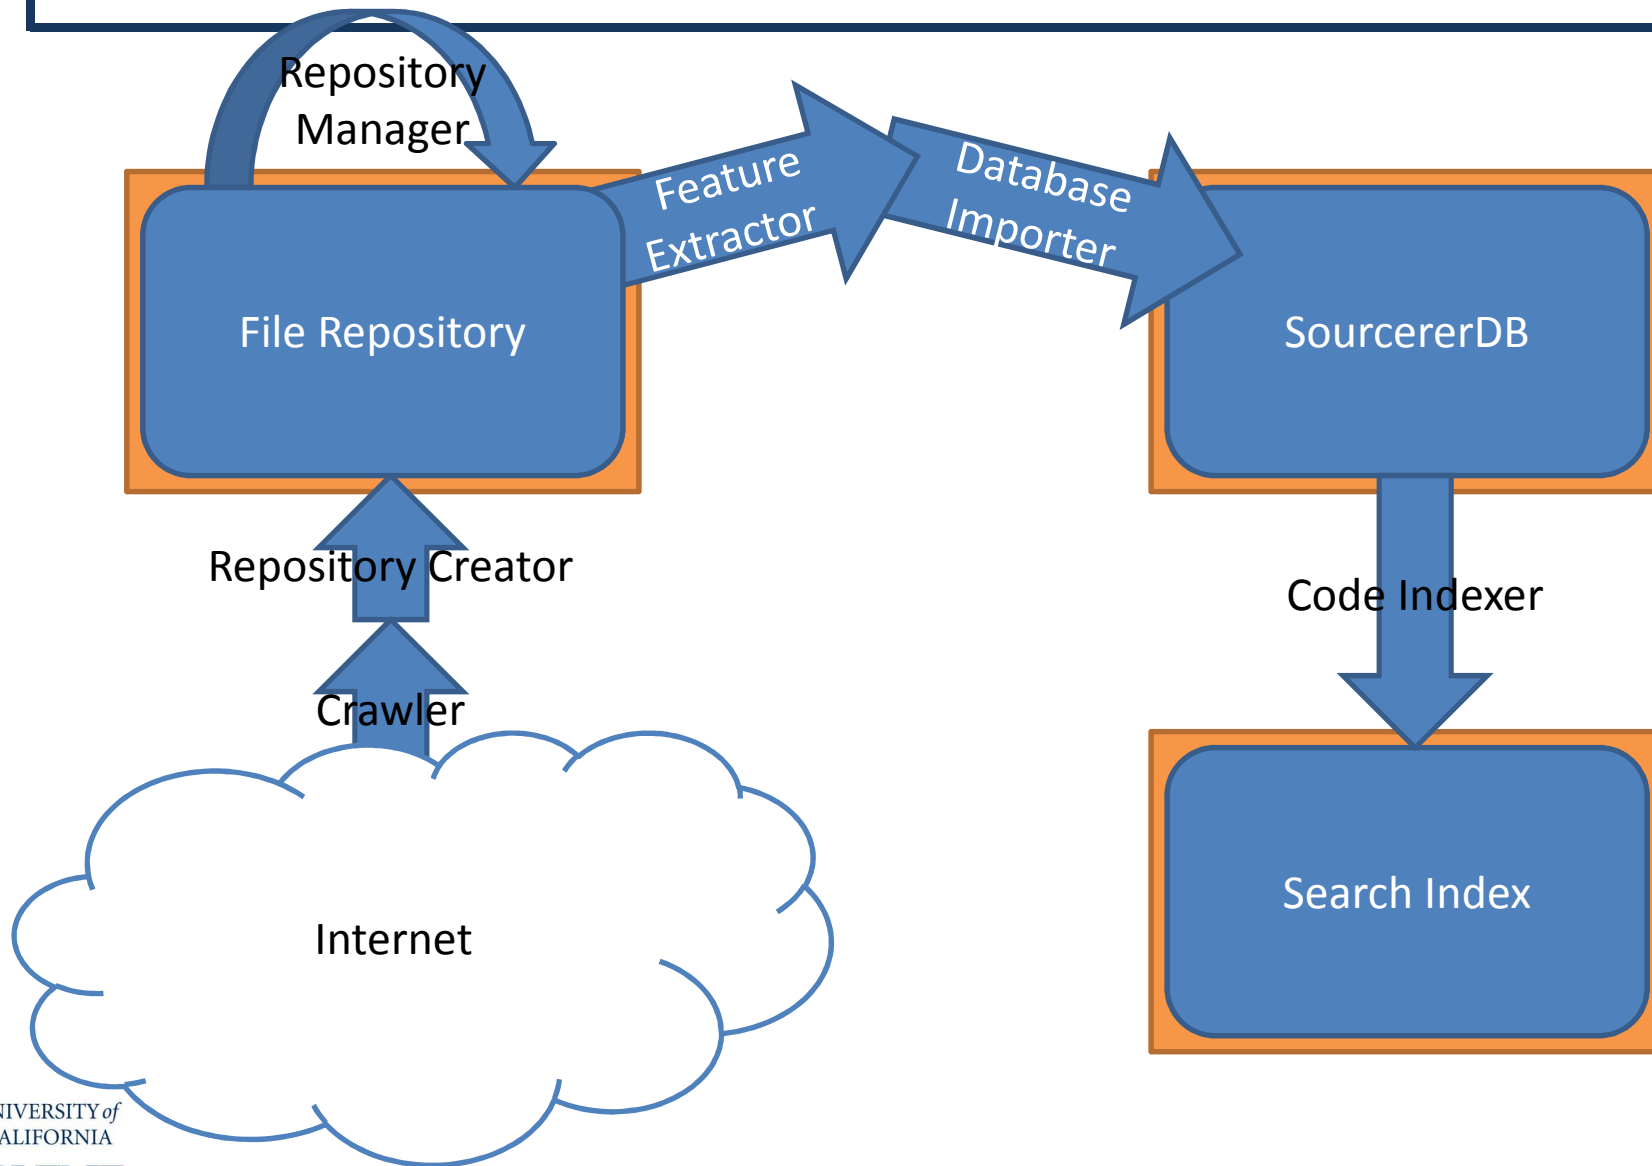 Repository
Manager
Feature
Extractor
Database
Importer
File Repository
SourcererDB
Repository Creator
Code Indexer
Crawler
Search Index
Internet
NIVERSITY of
ALIFORNIA